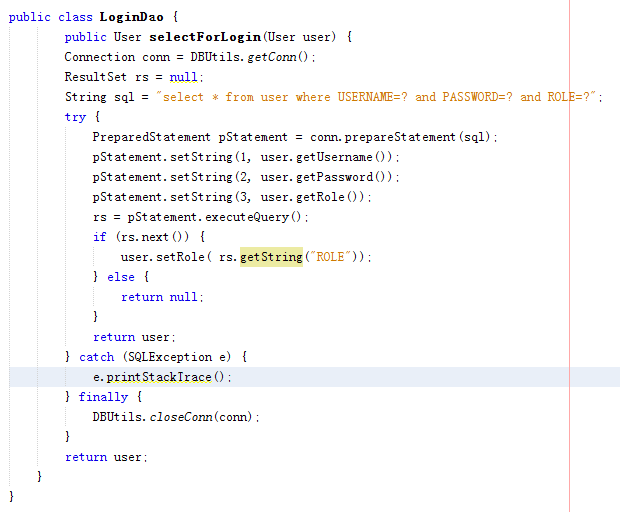 public class LoginDao {
public User selectForLogin(User user) {
Connection conn = DBUtils.getConn();
ResultSet rs = null;
String sql = "select * from user where USERNAME=? and PASSWORD=? and ROLE=?";
try {
PreparedStatement pStatement = conn.prepareStatement(sql);
pStatement.setString(1, user.getUsername());
pStatement.setString(2, user.getPassword());
pStatement.setString(3, user.getRole());
rs = pStatement.executeQuery();
if (rs.next()) {
user.setRole( rs.getString("ROLE"));
} else {
return null;
}
return user;
} catch (SQLException e) {
e.printStackTrace();
} finally {
DBUtils.closeConn(conn);
}
return user;
}
}